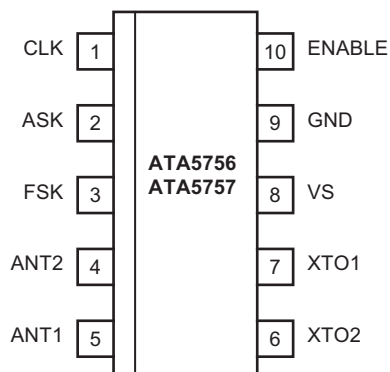 CLK 1 10 ENABLE
ASK 2 9 GND
ATA5756
ATA5757
FSK 3 8 VS
ANT2 4 7 XTO1
ANT1 5 6 XTO2